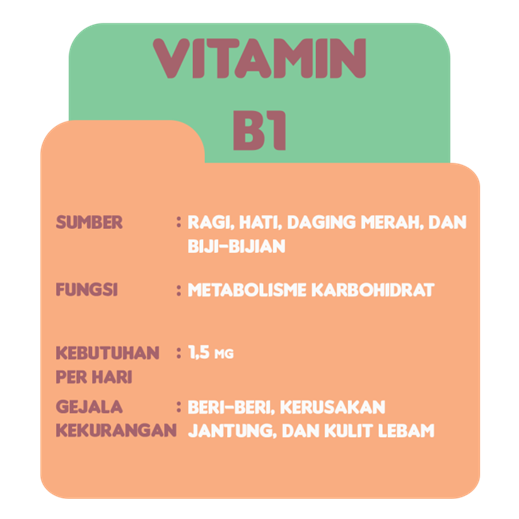 VITAMIN
B1
SUMBER : RAGI, HATI, DAGING MERAH, DAN
BIJI-BIJIAN
FUNGSI : METABOLISME KARBOHIDRAT
KEBUTUHAN : 1,5 MG
PER HARI
GEJALA : BERI-BERI, KERUSAKAN
KEKURANGAN JANTUNG, DAN KULIT LEBAM